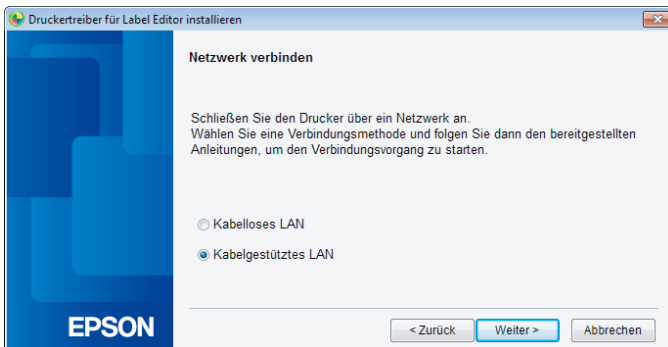 Druckertreiber für Label Editor installieren
Netzwerk verbinden
Schließen Sie den Drucker über ein Netzwerk an.
Wählen Sie eine Verbindungsmethode und folgen Sie dann den bereitgestellten
Anleitungen, um den Verbindungsvorgang zu starten.
Kabelloses LAN
Kabelgestütztes LAN
EPSON
< Zurück
Weiter >
Abbrechen